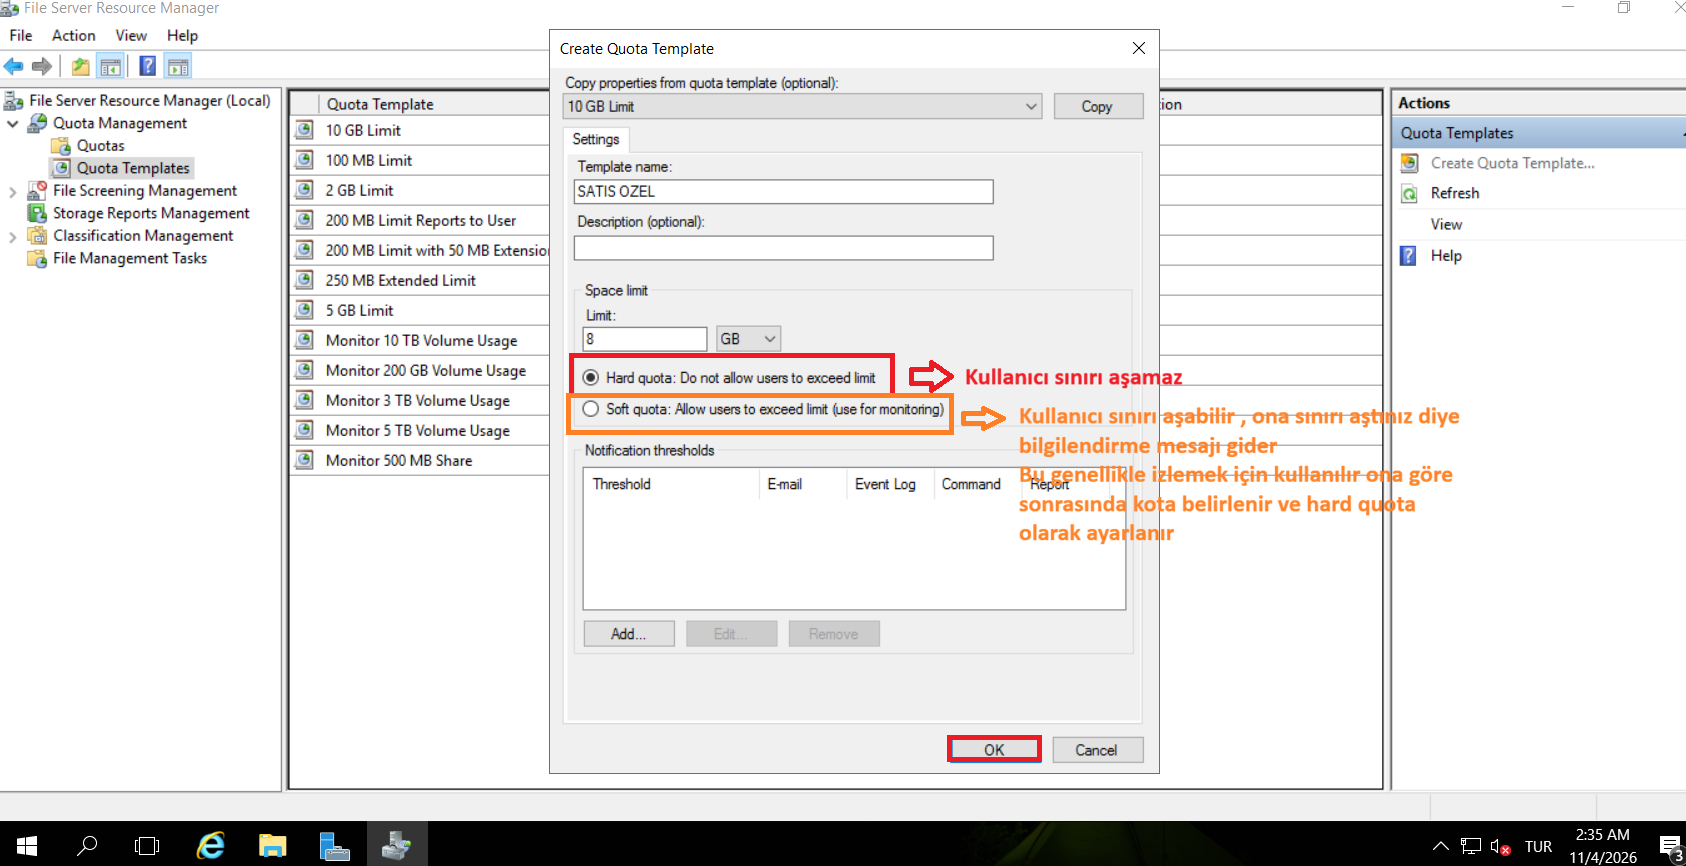 File Server Resource Manager
File Action View Help
File Server Resource Manager (Local)
Quota Management
Quotas
Quota Templates
File Screening Management
Storage Reports Management
Classification Management
File Management Tasks
Quota Template
10 GB Limit
100 MB Limit
2 GB Limit
200 MB Limit Reports to User
200 MB Limit with 50 MB Extension
250 MB Extended Limit
5 GB Limit
Monitor 10 TB Volume Usage
Monitor 200 GB Volume Usage
Monitor 3 TB Volume Usage
Monitor 5 TB Volume Usage
Monitor 500 MB Share
Create Quota Template
Copy properties from quota template (optional):
10 GB Limit Copy
Settings
Template name:
SATIS OZEL
Description (optional):
Space limit
Limit:
8 GB
Hard quota: Do not allow users to exceed limit
Kullanıcı sınırı aşamaz
Soft quota: Allow users to exceed limit (use for monitoring)
Kullanıcı sınırı aşabilir , ona sınırı aştınız diye
bilgilendirme mesajı gider
Bu genellikle izlemek için kullanılır ona göre
sonrasında kota belirlenir ve hard quota
olarak ayarlanır
Notification thresholds
Threshold E-mail Event Log Command Report
Add... Edit... Remove
OK Cancel
ion
Actions
Quota Templates
Create Quota Template...
Refresh
View
Help
TUR
2:35 AM
11/4/2026
3